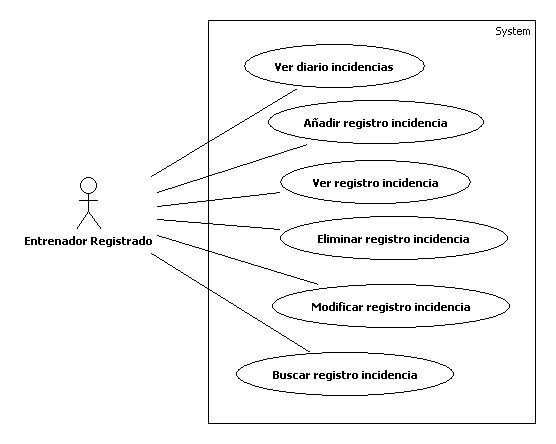 System
Ver diario incidencias
Añadir registro incidencia
Ver registro incidencia
Entrenador Registrado
Eliminar registro incidencia
Modificar registro incidencia
Buscar registro incidencia